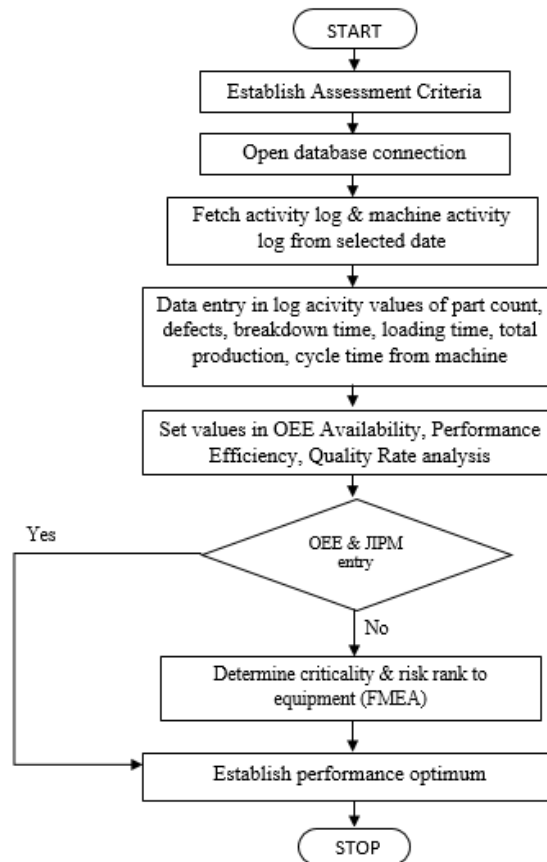 START
Establish Assessment Criteria
Open database connection
Fetch activity log & machine activity
log from selected date
Data entry in log acivity values of part count,
defects, breakdown time, loading time, total
production, cycle time from machine
Set values in OEE Availability, Performance
Efficiency, Quality Rate analysis
Yes
OEE & JIPM
entry
No
Determine criticality & risk rank to
equipment (FMEA)
Establish performance optimum
STOP